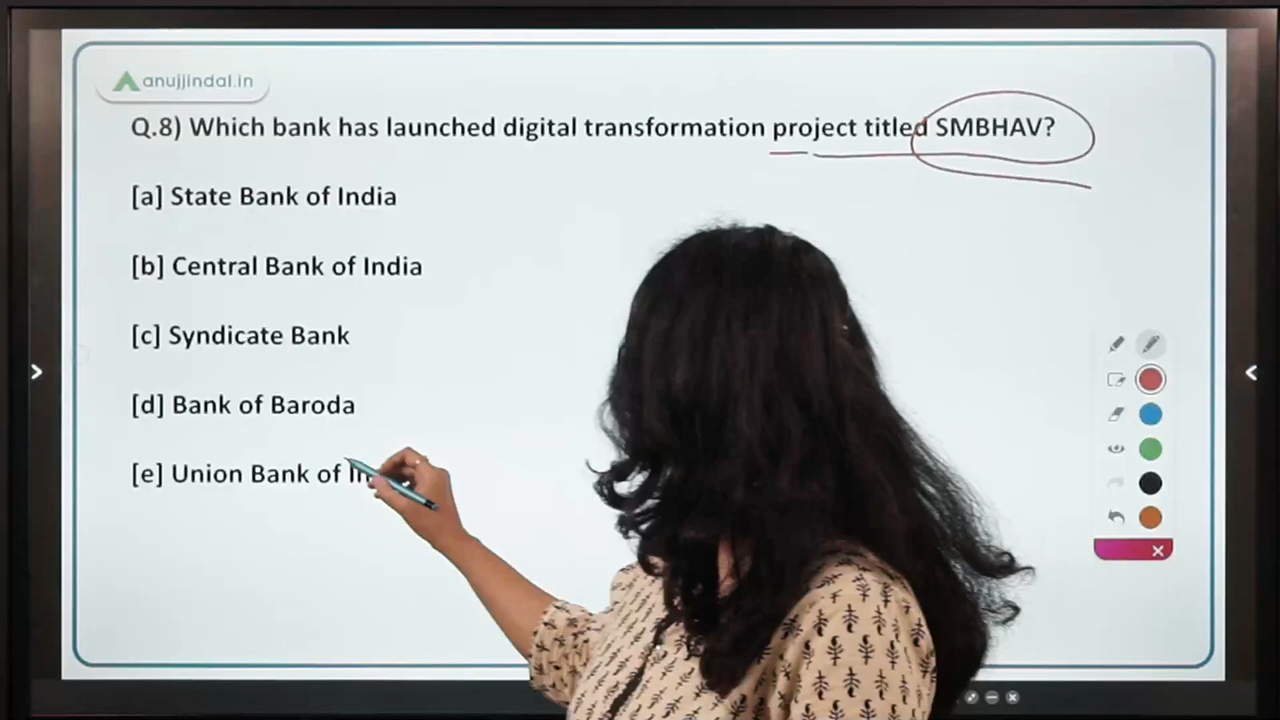 anujjindal.in
Q.8) Which bank has launched digital transformation project titled SMBHAV?
[a] State Bank of India
[b] Central Bank of India
[c] Syndicate Bank
[d] Bank of Baroda
[e] Union Bank of